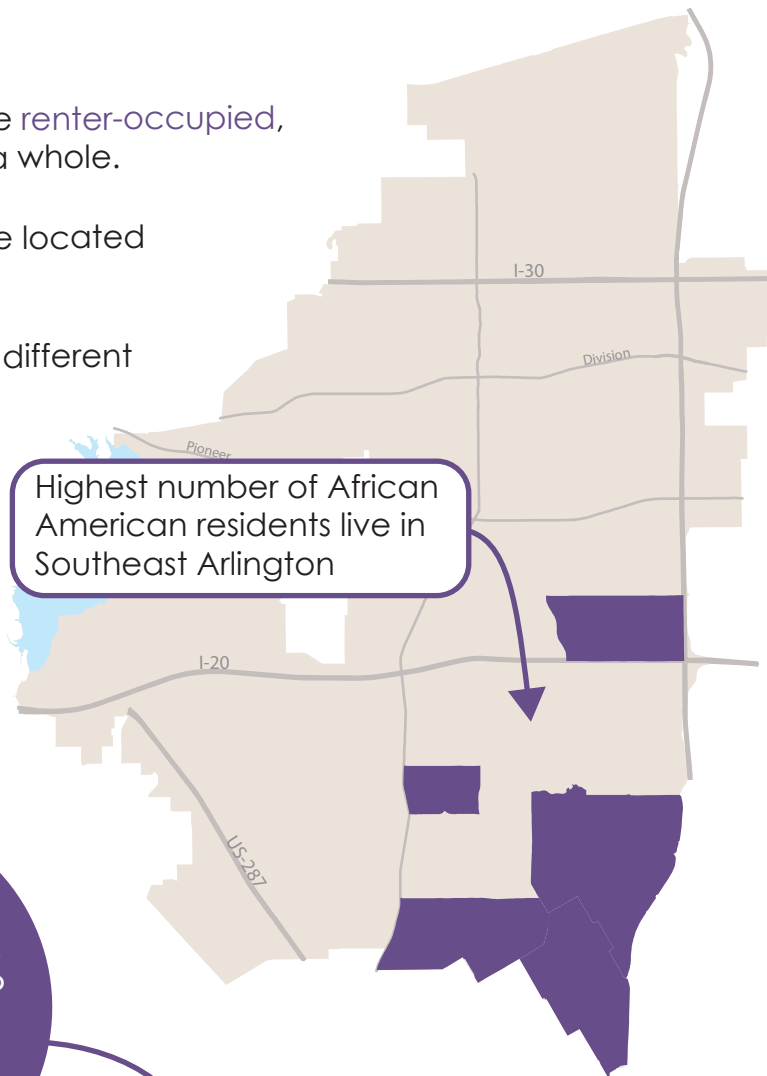 e renter-occupied,
a whole.
e located
different
I-30
Division
Pioneer
Highest number of African
American residents live in
Southeast Arlington
I-20
US-287